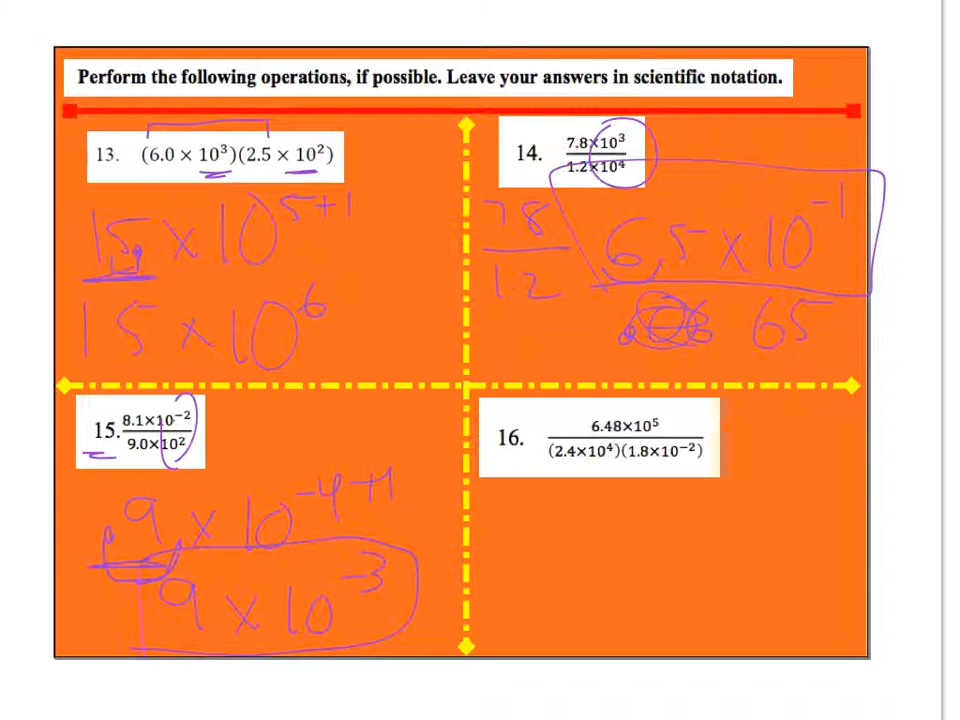 Perform the following operations, if possible. Leave your answers in scientific notation.
13. (6.0 × 10³)(2.5 × 10²)
15. × 10⁵⁺¹
15 × 10⁶
14. 7.8×10³
1.2×10⁴
78
12
6.5 × 10⁻¹
65
15. 8.1×10⁻²
9.0×10²
.9 × 10⁻⁴⁺¹
9 × 10⁻³
16. 6.48×10⁵
(2.4×10⁴)(1.8×10⁻²)